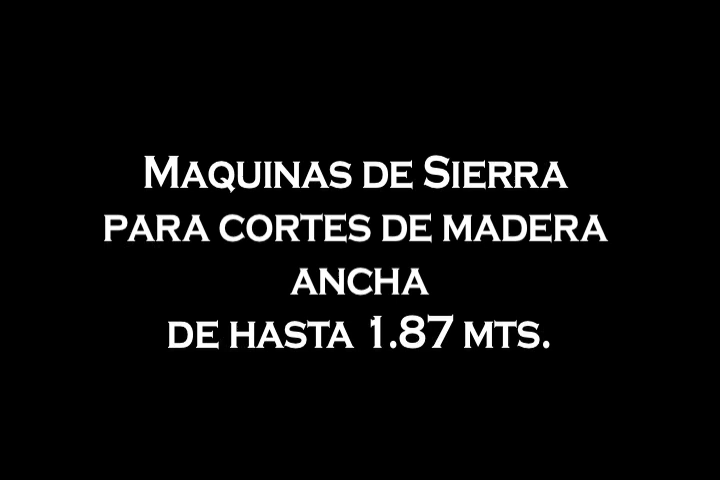 Maquinas de Sierra
para cortes de madera
ancha
de hasta 1.87 mts.